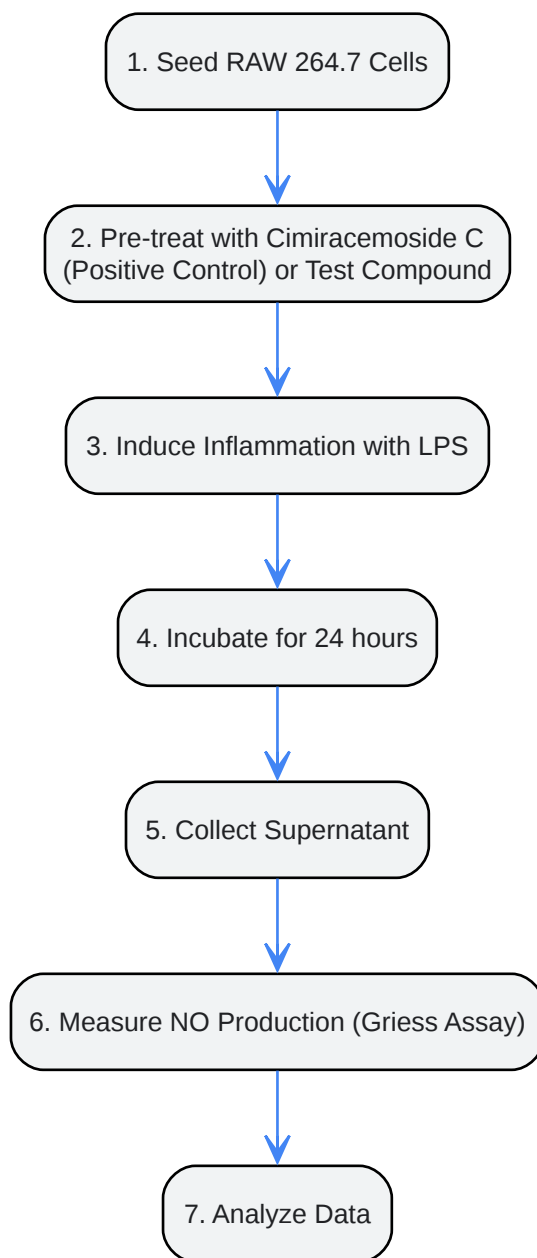 1. Seed RAW 264.7 Cells
2. Pre-treat with Cimiracemoside C
(Positive Control) or Test Compound
3. Induce Inflammation with LPS
4. Incubate for 24 hours
5. Collect Supernatant
6. Measure NO Production (Griess Assay)
7. Analyze Data